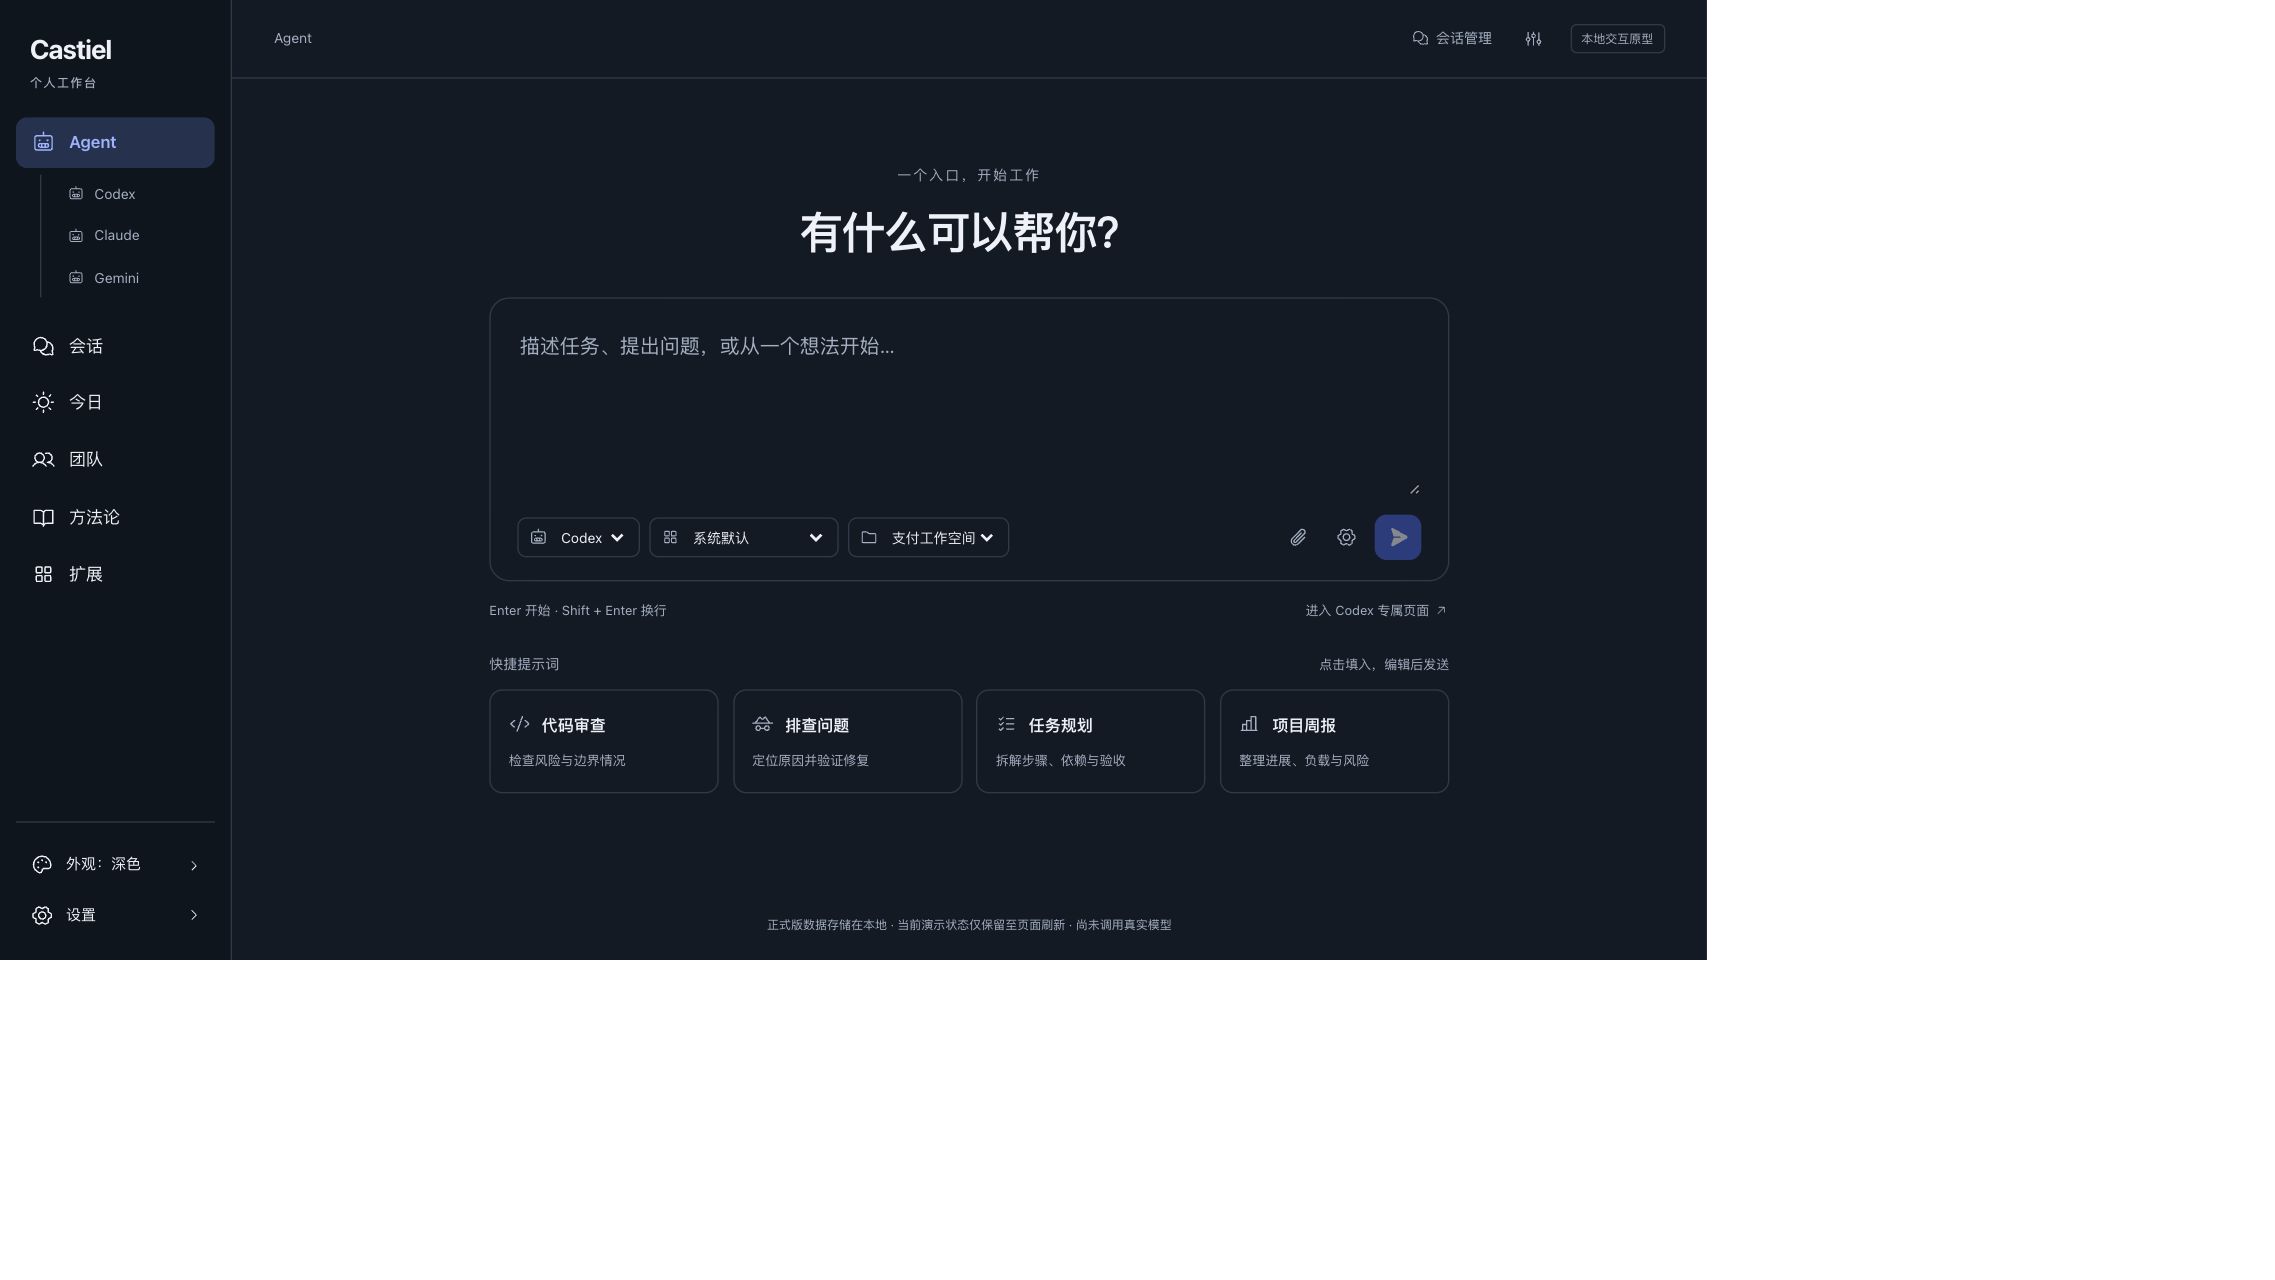 Castiel
个人工作台
Agent
Codex
Claude
Gemini
会话
今日
团队
方法论
扩展
外观：深色
设置
Agent
会话管理
本地交互原型
一个入口，开始工作
有什么可以帮你?
描述任务、提出问题，或从一个想法开始...
Codex
系统默认
支付工作空间
Enter 开始 · Shift + Enter 换行
进入 Codex 专属页面
快捷提示词
点击填入，编辑后发送
代码审查
检查风险与边界情况
排查问题
定位原因并验证修复
任务规划
拆解步骤、依赖与验收
项目周报
整理进展、负载与风险
正式版数据存储在本地 · 当前演示状态仅保留至页面刷新 · 尚未调用真实模型